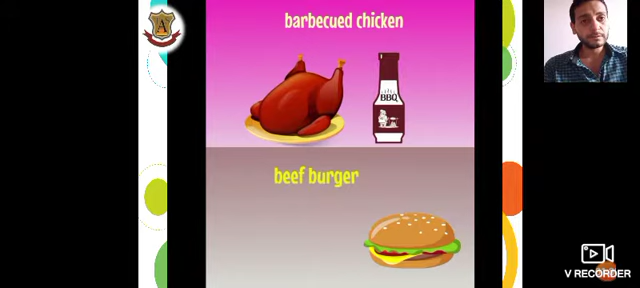 barbecued chicken
A
BBQ
beef burger
V RECORDER